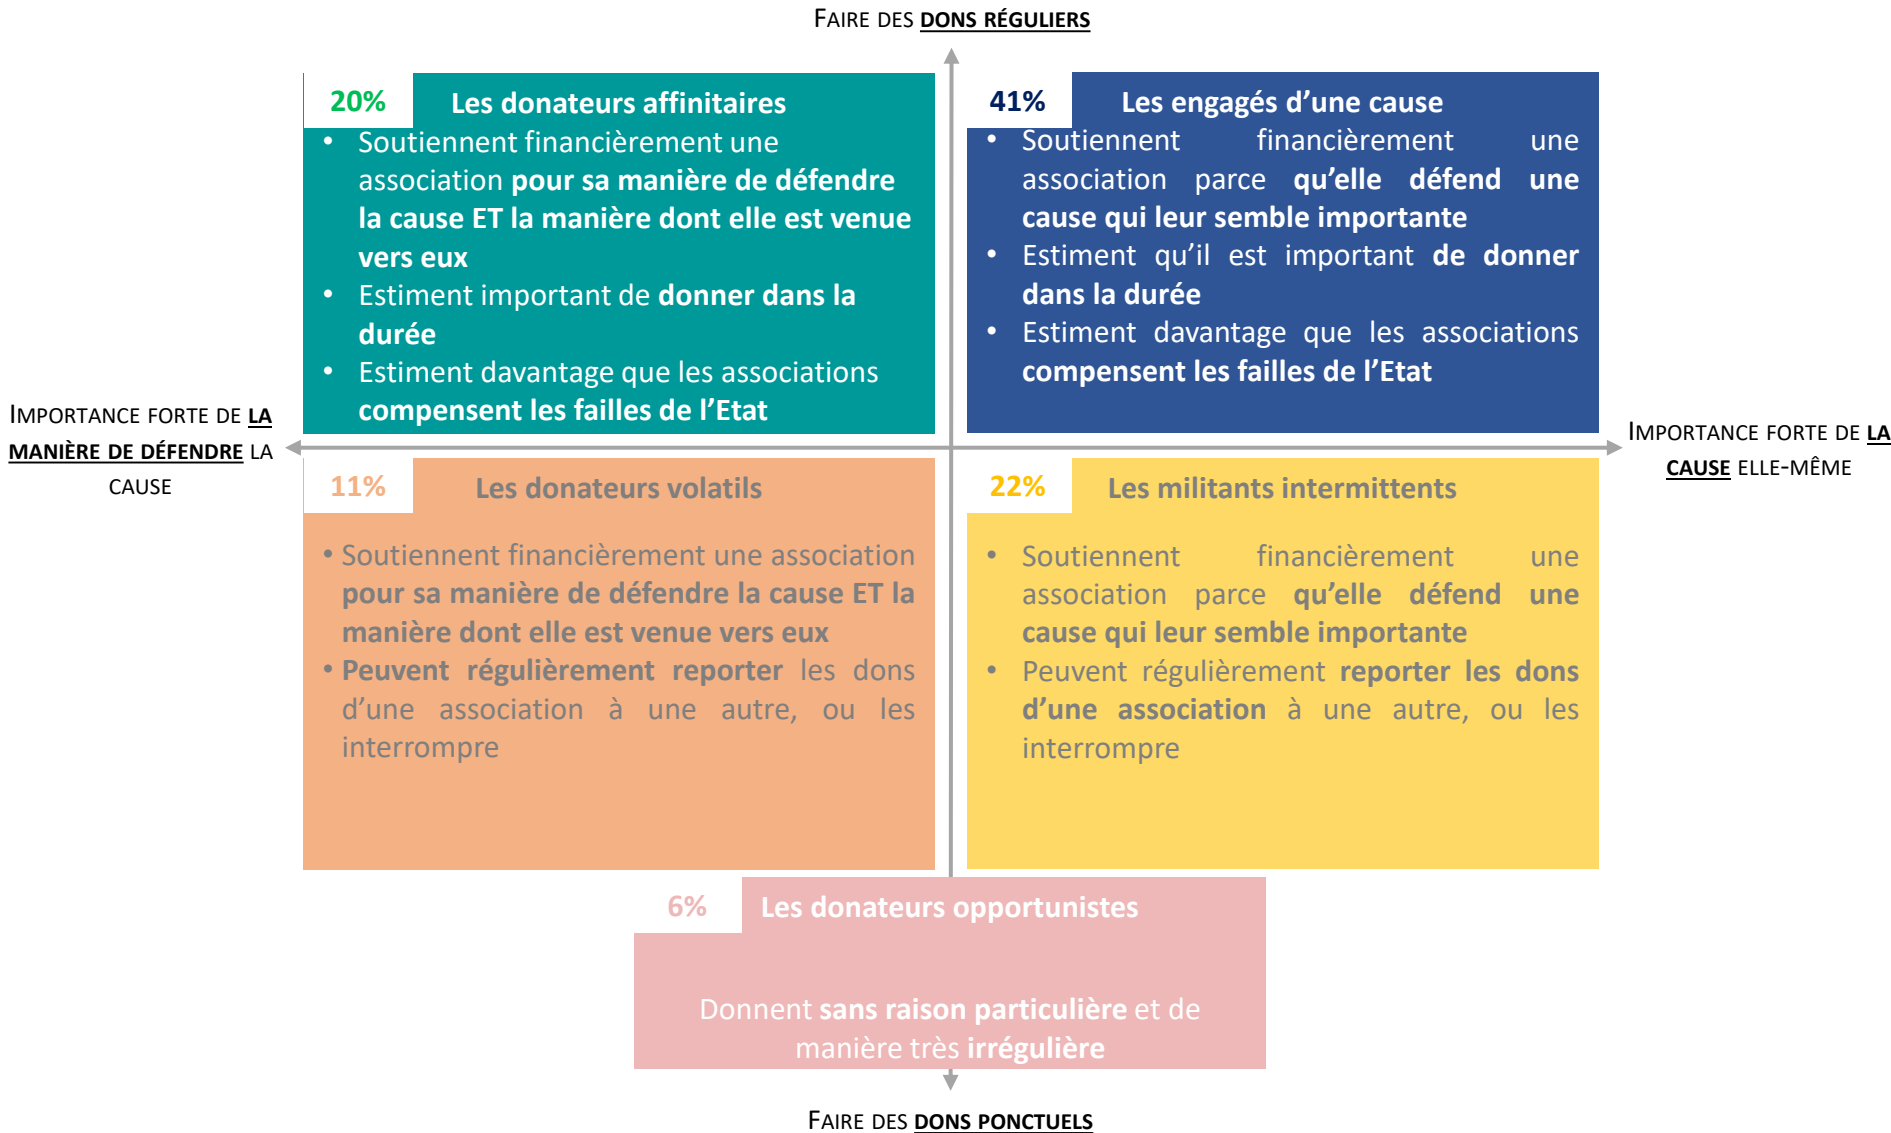 FAIRE DES DONS RÉGULIERS
20% Les donateurs affinitaires
• Soutiennent financièrement une
association pour sa manière de défendre
la cause ET la manière dont elle est venue
vers eux
• Estiment important de donner dans la
durée
• Estiment davantage que les associations
compensent les failles de l’Etat
41% Les engagés d’une cause
• Soutiennent financièrement une
association parce qu’elle défend une
cause qui leur semble importante
• Estiment qu’il est important de donner
dans la durée
• Estiment davantage que les associations
compensent les failles de l’Etat
IMPORTANCE FORTE DE LA
MANIÈRE DE DÉFENDRE LA
CAUSE
IMPORTANCE FORTE DE LA
CAUSE ELLE-MÊME
11% Les donateurs volatils
• Soutiennent financièrement une association
pour sa manière de défendre la cause ET la
manière dont elle est venue vers eux
• Peuvent régulièrement reporter les dons
d’une association à une autre, ou les
interrompre
22% Les militants intermittents
• Soutiennent financièrement une
association parce qu’elle défend une
cause qui leur semble importante
• Peuvent régulièrement reporter les dons
d’une association à une autre, ou les
interrompre
6% Les donateurs opportunistes
Donnent sans raison particulière et de
manière très irrégulière
FAIRE DES DONS PONCTUELS